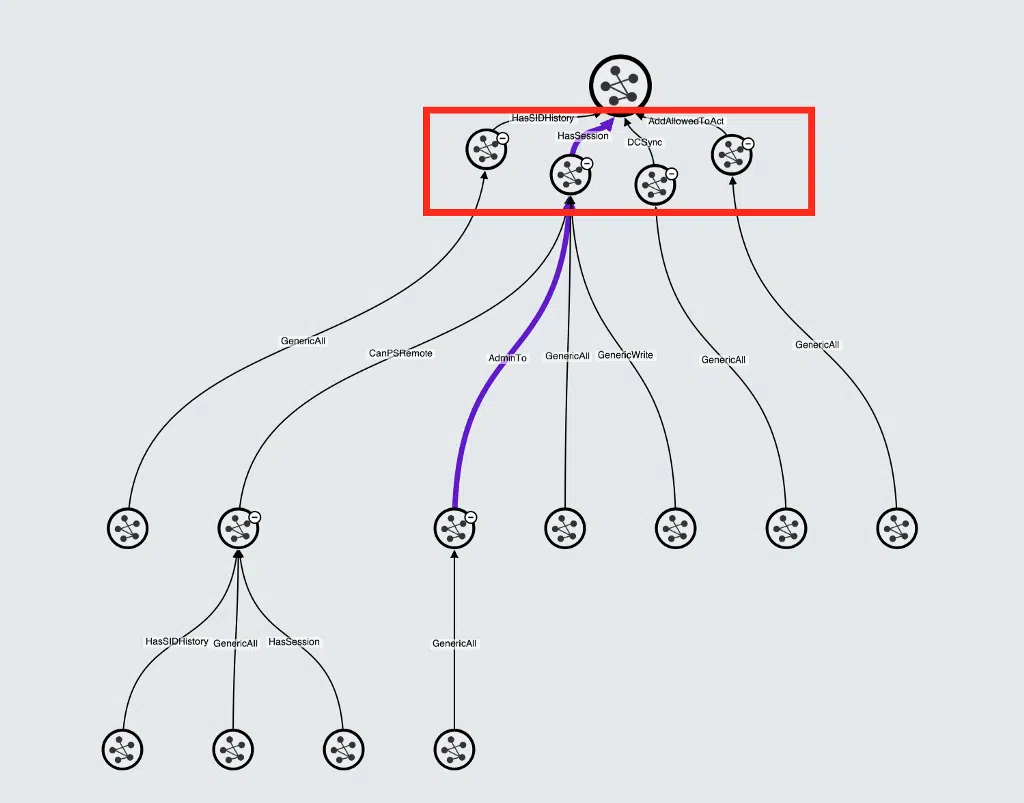 HasSIDHistory
AddAllowedToAct
HasSession
DCSync
GenericAll
CanPSRemote
AdminTo
GenericAll
GenericWrite
GenericAll
GenericAll
HasSIDHistory
GenericAll
HasSession
GenericAll